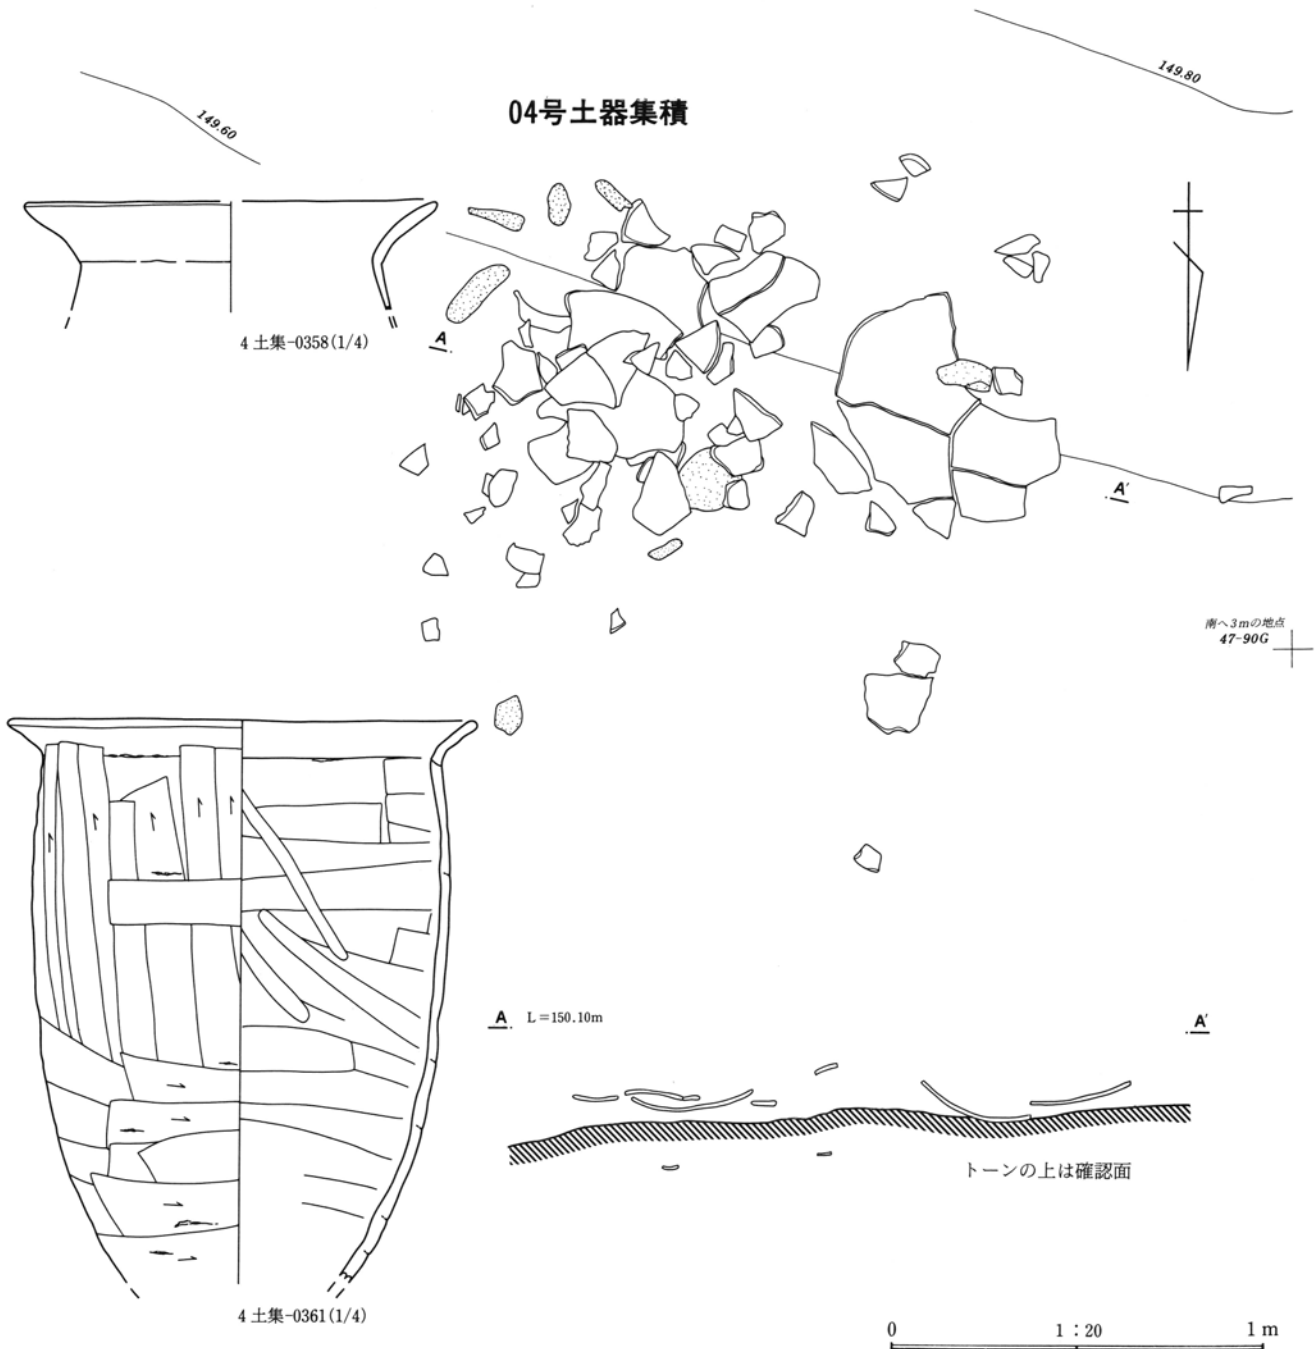 149.80
149.60
04号土器集積
4土集-0358(1/4)
A
A′
南へ3mの地点
47-90G
A L=150.10m
A′
トーンの上は確認面
4土集-0361(1/4)
0 1:20 1m